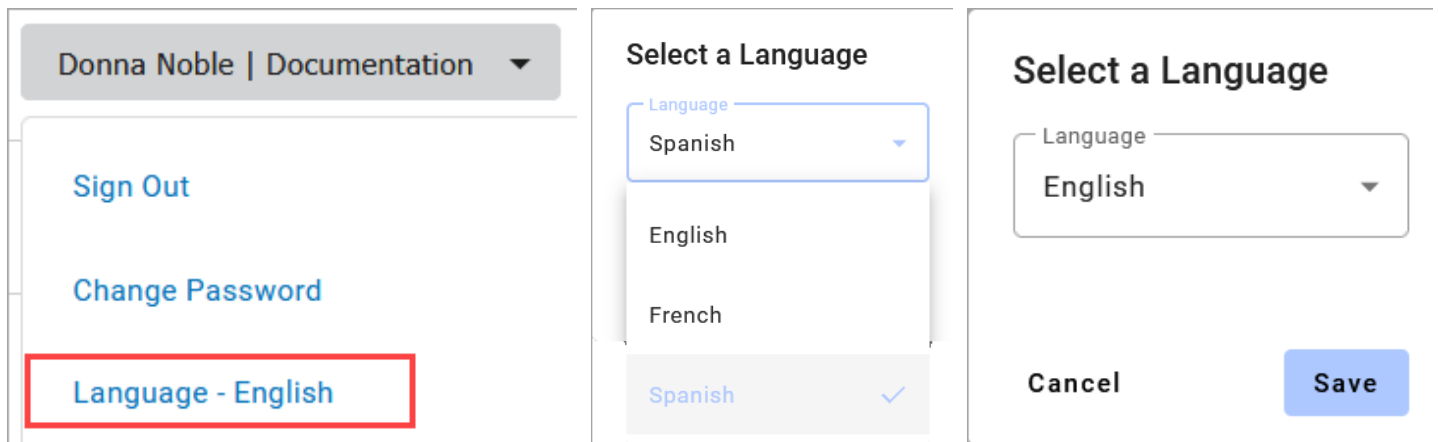 Donna Noble | Documentation
Sign Out
Change Password
Language - English
Select a Language
Language
Spanish
English
French
Spanish
Select a Language
Language
English
Cancel
Save